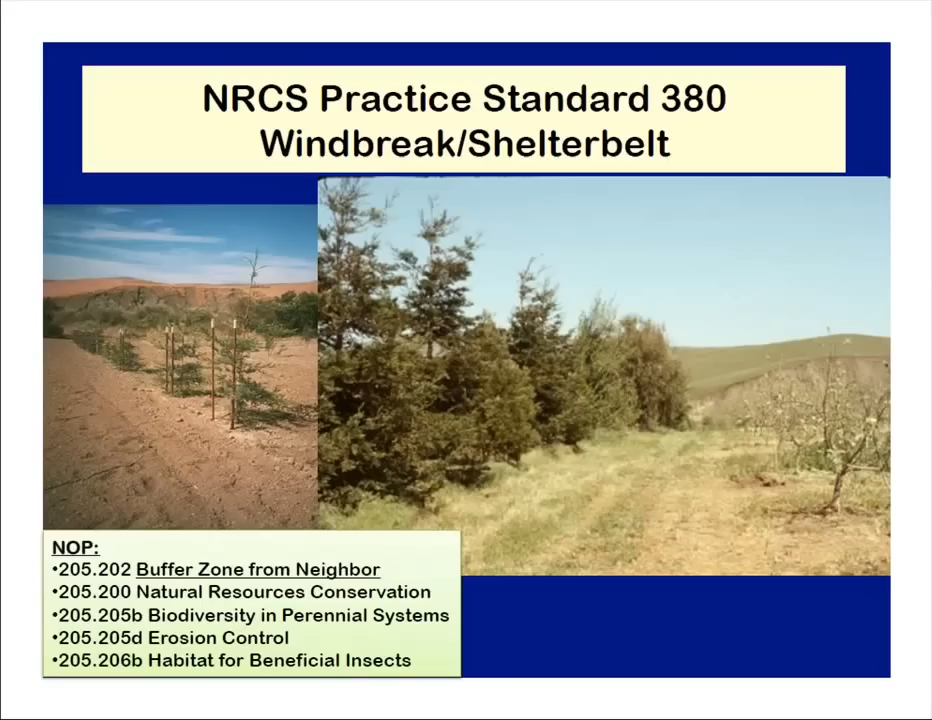 NRCS Practice Standard 380
Windbreak/Shelterbelt
NOP:
•205.202 Buffer Zone from Neighbor
•205.200 Natural Resources Conservation
•205.205b Biodiversity in Perennial Systems
•205.205d Erosion Control
•205.206b Habitat for Beneficial Insects